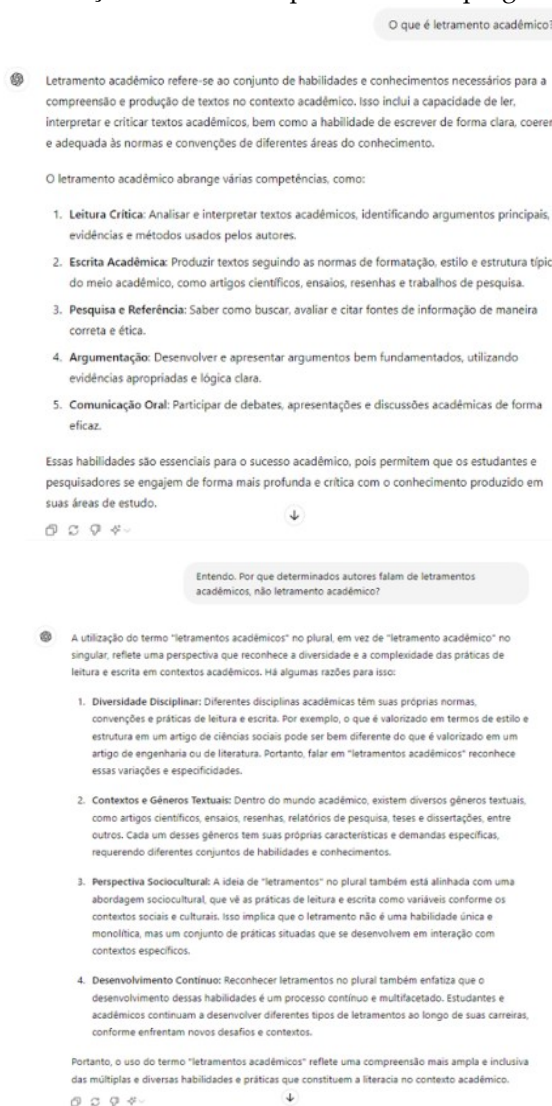 O que é letramento acadêmico?
Letramento acadêmico refere-se ao conjunto de habilidades e conhecimentos necessários para a
compreensão e produção de textos no contexto acadêmico. Isso inclui a capacidade de ler,
interpretar e criticar textos acadêmicos, bem como a habilidade de escrever de forma clara, coeren
e adequada às normas e convenções de diferentes áreas do conhecimento.
O letramento acadêmico abrange várias competências, como:
1. Leitura Crítica: Analisar e interpretar textos acadêmicos, identificando argumentos principais,
evidências e métodos usados pelos autores.
2. Escrita Acadêmica: Produzir textos seguindo as normas de formatação, estilo e estrutura típic
do meio acadêmico, como artigos científicos, ensaios, resenhas e trabalhos de pesquisa.
3. Pesquisa e Referência: Saber como buscar, avaliar e citar fontes de informação de maneira
correta e ética.
4. Argumentação: Desenvolver e apresentar argumentos bem fundamentados, utilizando
evidências apropriadas e lógica clara.
5. Comunicação Oral: Participar de debates, apresentações e discussões acadêmicas de forma
eficaz.
Essas habilidades são essenciais para o sucesso acadêmico, pois permitem que os estudantes e
pesquisadores se engajem de forma mais profunda e crítica com o conhecimento produzido em
suas áreas de estudo.
Entendo. Por que determinados autores falam de letramentos
acadêmicos, não letramento acadêmico?
A utilização do termo "letramentos acadêmicos" no plural, em vez de "letramento acadêmico" no
singular, reflete uma perspectiva que reconhece a diversidade e a complexidade das práticas de
leitura e escrita em contextos acadêmicos. Há algumas razões para isso:
1. Diversidade Disciplinar: Diferentes disciplinas acadêmicas têm suas próprias normas,
convenções e práticas de leitura e escrita. Por exemplo, o que é valorizado em termos de estilo e
estrutura em um artigo de ciências sociais pode ser bem diferente do que é valorizado em um
artigo de engenharia ou de literatura. Portanto, falar em "letramentos acadêmicos" reconhece
essas variações e especificidades.
2. Contextos e Gêneros Textuais: Dentro do mundo acadêmico, existem diversos gêneros textuais,
como artigos científicos, ensaios, resenhas, relatórios de pesquisa, teses e dissertações, entre
outros. Cada um desses gêneros tem suas próprias características e demandas específicas,
requerendo diferentes conjuntos de habilidades e conhecimentos.
3. Perspectiva Sociocultural: A ideia de "letramentos" no plural também está alinhada com uma
abordagem sociocultural, que vê as práticas de leitura e escrita como variáveis conforme os
contextos sociais e culturais. Isso implica que o letramento não é uma habilidade única e
monolítica, mas um conjunto de práticas situadas que se desenvolvem em interação com
contextos específicos.
4. Desenvolvimento Contínuo: Reconhecer letramentos no plural também enfatiza que o
desenvolvimento dessas habilidades é um processo contínuo e multifacetado. Estudantes e
acadêmicos continuam a desenvolver diferentes tipos de letramentos ao longo de suas carreiras,
conforme enfrentam novos desafios e contextos.
Portanto, o uso do termo "letramentos acadêmicos" reflete uma compreensão mais ampla e inclusiva
das múltiplas e diversas habilidades e práticas que constituem a literacia no contexto acadêmico.